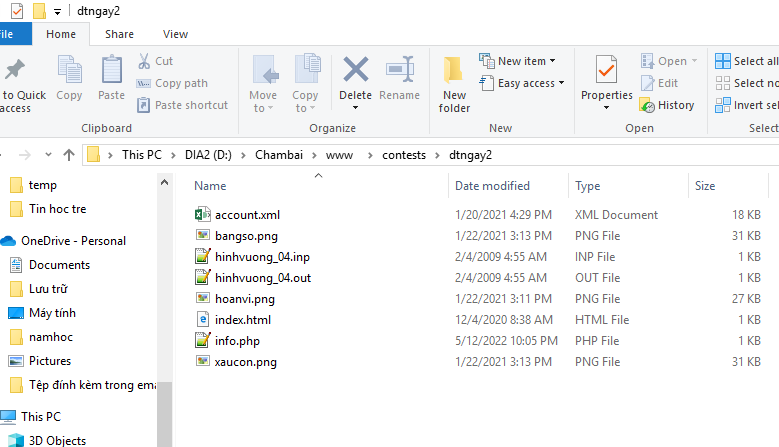 dtngay2
File Home Share View
to Quick access
Copy
Paste
Cut
Copy path
Paste shortcut
Clipboard
Move to
Copy to
Delete
Rename
Organize
New folder
New item
Easy access
New
Properties
Open
Edit
History
Open
Select all
Select no
Invert sel
Select
This PC > DIA2 (D:) > Chambai > www > contests > dtngay2
temp
Tin hoc tre
OneDrive - Personal
Documents
Lưu trữ
Máy tính
namhoc
Pictures
Tệp đính kèm trong ema
This PC
3D Objects
Name Date modified Type Size
account.xml 1/20/2021 4:29 PM XML Document 18 KB
bangso.png 1/22/2021 3:13 PM PNG File 31 KB
hinhvuong_04.inp 2/4/2009 4:55 AM INP File 1 KB
hinhvuong_04.out 2/4/2009 4:55 AM OUT File 1 KB
hoanvi.png 1/22/2021 3:11 PM PNG File 27 KB
index.html 12/4/2020 8:38 AM HTML File 1 KB
info.php 5/12/2022 10:05 PM PHP File 1 KB
xaucon.png 1/22/2021 3:13 PM PNG File 31 KB